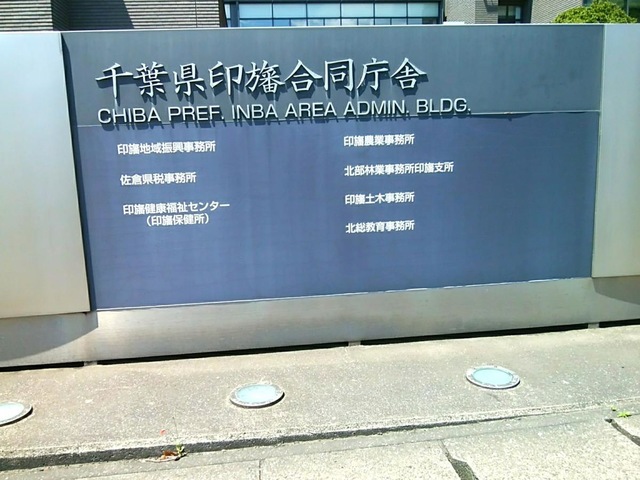 千葉県印旛合同庁舎
CHIBA PREF. INBA AREA ADMIN. BLDG.
印旛地域振興事務所
佐倉県税事務所
印旛健康福祉センター
(印旛保健所)
印旛農業事務所
北部林業事務所印旛支所
印旛土木事務所
北総教育事務所